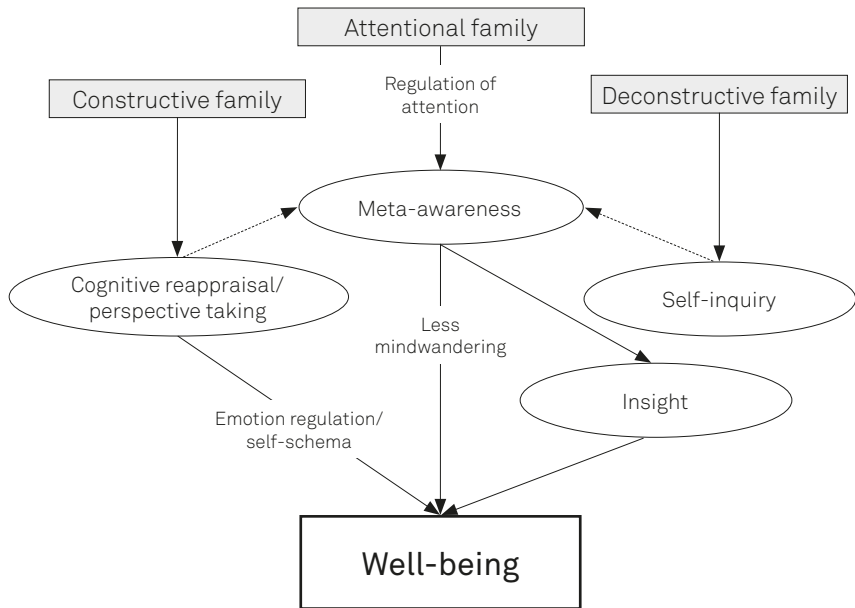 Attentional family
Constructive family
Regulation of
attention
Deconstructive family
Meta-awareness
Cognitive reappraisal/
perspective taking
Less
mindwandering
Self-inquiry
Insight
Emotion regulation/
self-schema
Well-being